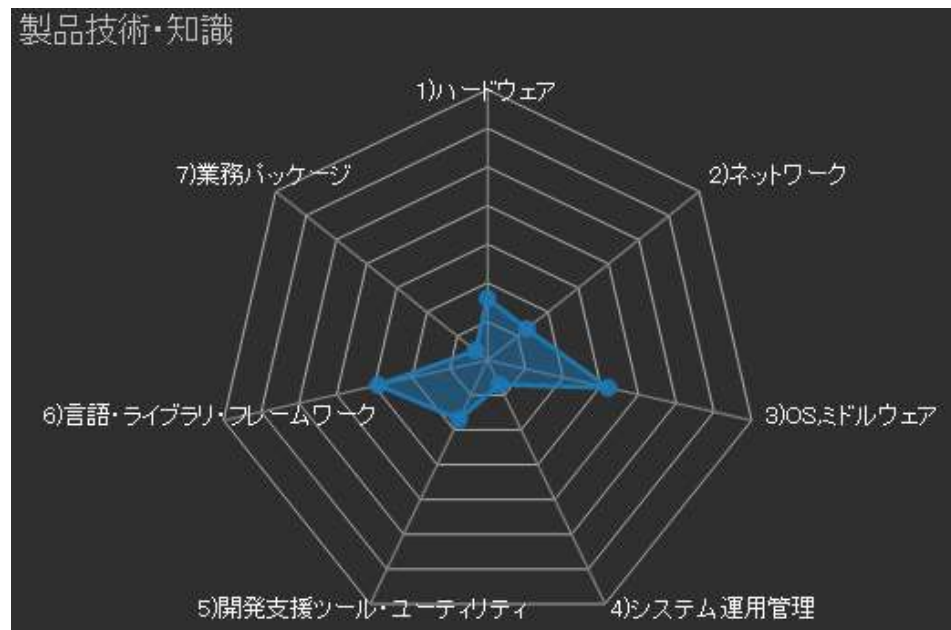 製品技術・知識
1)ハードウェア
7)業務パッケージ
2)ネットワーク
6)言語・ライブラリ・フレームワーク
3)OS,ミドルウェア
5)開発支援ツール・ユーティリティ
4)システム運用管理